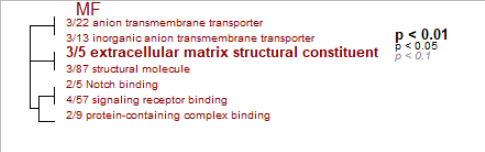 MF
3/22 anion transmembrane transporter
3/13 inorganic anion transmembrane transporter
3/5 extracellular matrix structural constituent
3/87 structural molecule
2/5 Notch binding
4/57 signaling receptor binding
2/9 protein-containing complex binding
p < 0.01
p < 0.05
p < 0.1